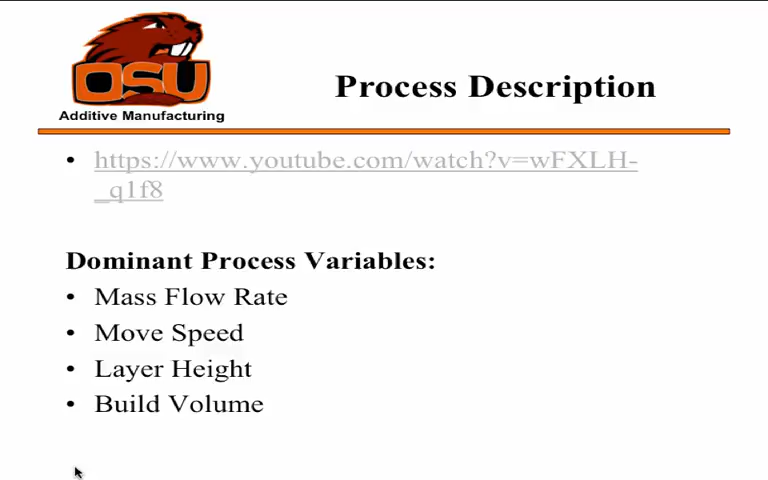 OSU
Additive Manufacturing
Process Description
• https://www.youtube.com/watch?v=wFXLH-
_q1f8
Dominant Process Variables:
• Mass Flow Rate
• Move Speed
• Layer Height
• Build Volume